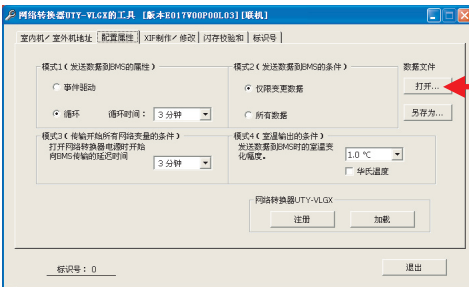 网络转换器UTY-VLGX的工具 [版本E017V00P00L03][联机]
室内机/室外机地址 配置属性 XIF制作/修改 闪存校验和 标识号
模式1(发送数据到BMS的属性)
事件驱动
循环 循环时间： 3 分钟
模式2(发送数据到BMS的条件)
仅限变更数据
所有数据
数据文件
打开...
另存为...
模式3(传输开始所有网络变量的条件)
打开网络转换器电源时开始
向BMS传输的延迟时间
3 分钟
模式4(室温输出的条件)
发送数据到BMS时的室温变
化幅度。
1.0 ℃
华氏温度
网络转换器UTY-VLGX
注册 加载
标识号：0
退出